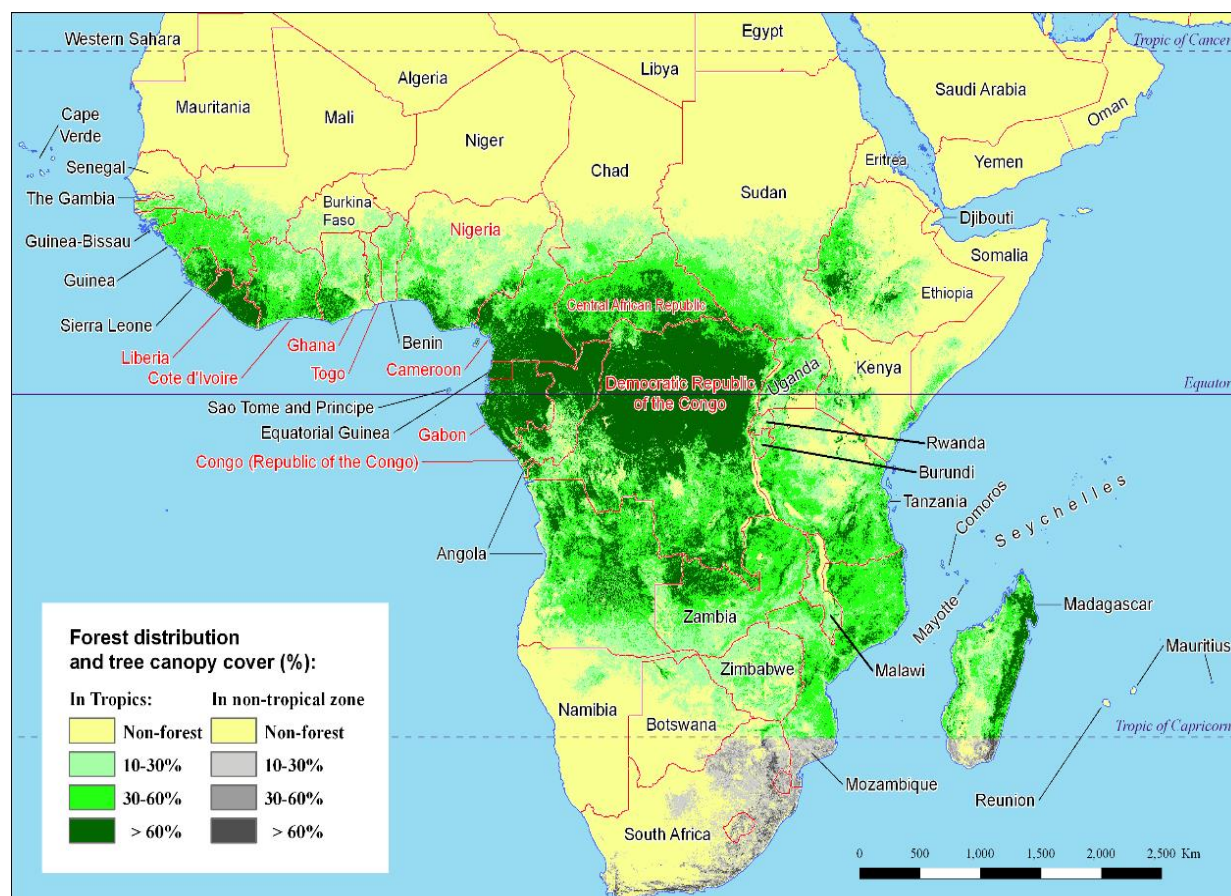 Western Sahara
Egypt
Tropic of Cancer
Algeria
Libya
Saudi Arabia
Oman
Mauritania
Mali
Niger
Chad
Cape
Verde
Senegal
Eritrea
Yemen
The Gambia
Burkina
Faso
Sudan
Djibouti
Guinea-Bissau
Nigeria
Somalia
Guinea
Central African Republic
Ethiopia
Sierra Leone
Liberia
Ghana
Benin
Cote d'Ivoire
Togo
Cameroon
Uganda
Kenya
Democratic Republic
of the Congo
Equator
Sao Tome and Principe
Equatorial Guinea
Gabon
Rwanda
Congo (Republic of the Congo)
Burundi
Tanzania
Comoros
Seychelles
Angola
Mayotte
Madagascar
Zambia
Mauritius
Zimbabwe
Malawi
Namibia
Botswana
Tropic of Capricorn
Mozambique
Reunion
South Africa
Forest distribution
and tree canopy cover (%):
In Tropics: In non-tropical zone
Non-forest Non-forest
10-30% 10-30%
30-60% 30-60%
> 60% > 60%
0 500 1,000 1,500 2,000 2,500 Km